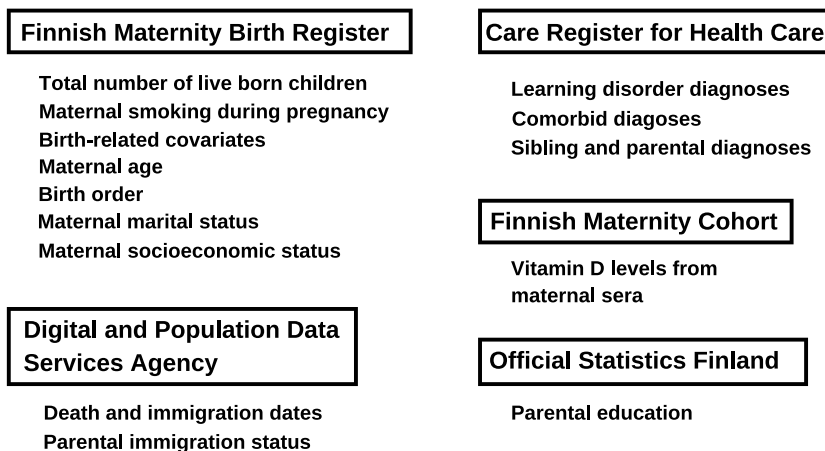 Finnish Maternity Birth Register
Total number of live born children
Maternal smoking during pregnancy
Birth-related covariates
Maternal age
Birth order
Maternal marital status
Maternal socioeconomic status
Digital and Population Data
Services Agency
Death and immigration dates
Parental immigration status
Care Register for Health Care
Learning disorder diagnoses
Comorbid diagoses
Sibling and parental diagnoses
Finnish Maternity Cohort
Vitamin D levels from
maternal sera
Official Statistics Finland
Parental education